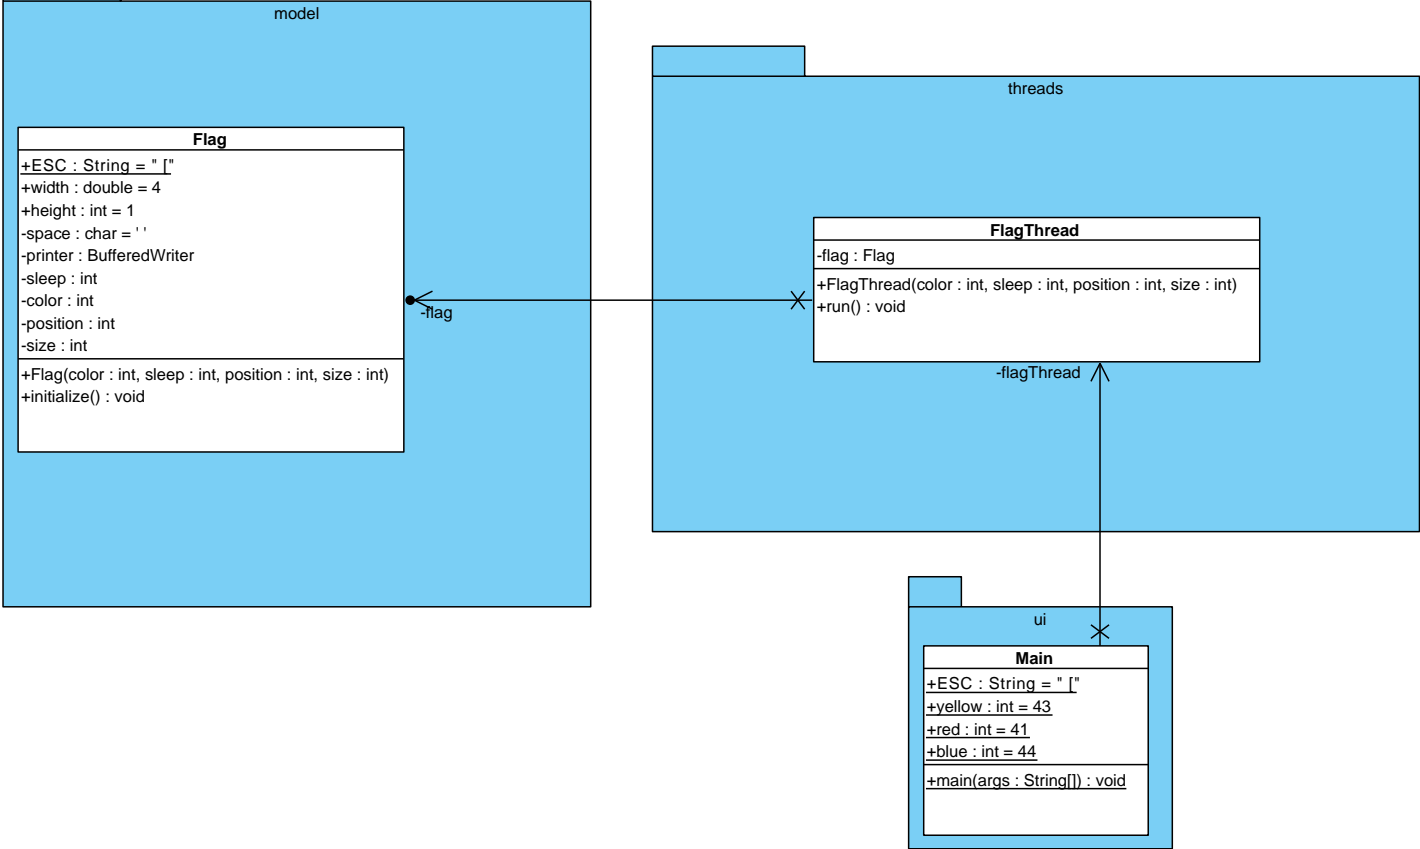 model
Flag
+ESC : String = " ["
+width : double = 4
+height : int = 1
-space : char = ' '
-printer : BufferedWriter
-sleep : int
-color : int
-position : int
-size : int
+Flag(color : int, sleep : int, position : int, size : int)
+initialize() : void
-flag
threads
FlagThread
-flag : Flag
+FlagThread(color : int, sleep : int, position : int, size : int)
+run() : void
-flagThread
ui
Main
+ESC : String = " ["
+yellow : int = 43
+red : int = 41
+blue : int = 44
+main(args : String[]) : void